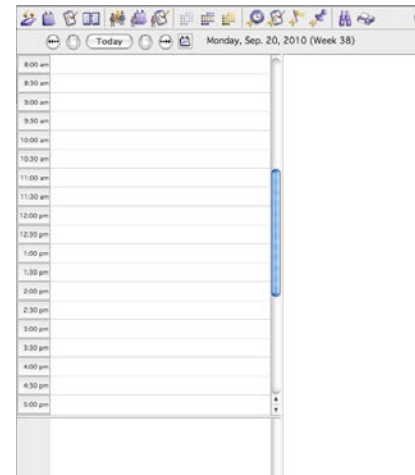 Today Monday, Sep. 20, 2010 (Week 38)
8:00 am
8:30 am
9:00 am
9:30 am
10:00 am
10:30 am
11:00 am
11:30 am
12:00 pm
12:30 pm
1:00 pm
1:30 pm
2:00 pm
2:30 pm
3:00 pm
3:30 pm
4:00 pm
4:30 pm
5:00 pm